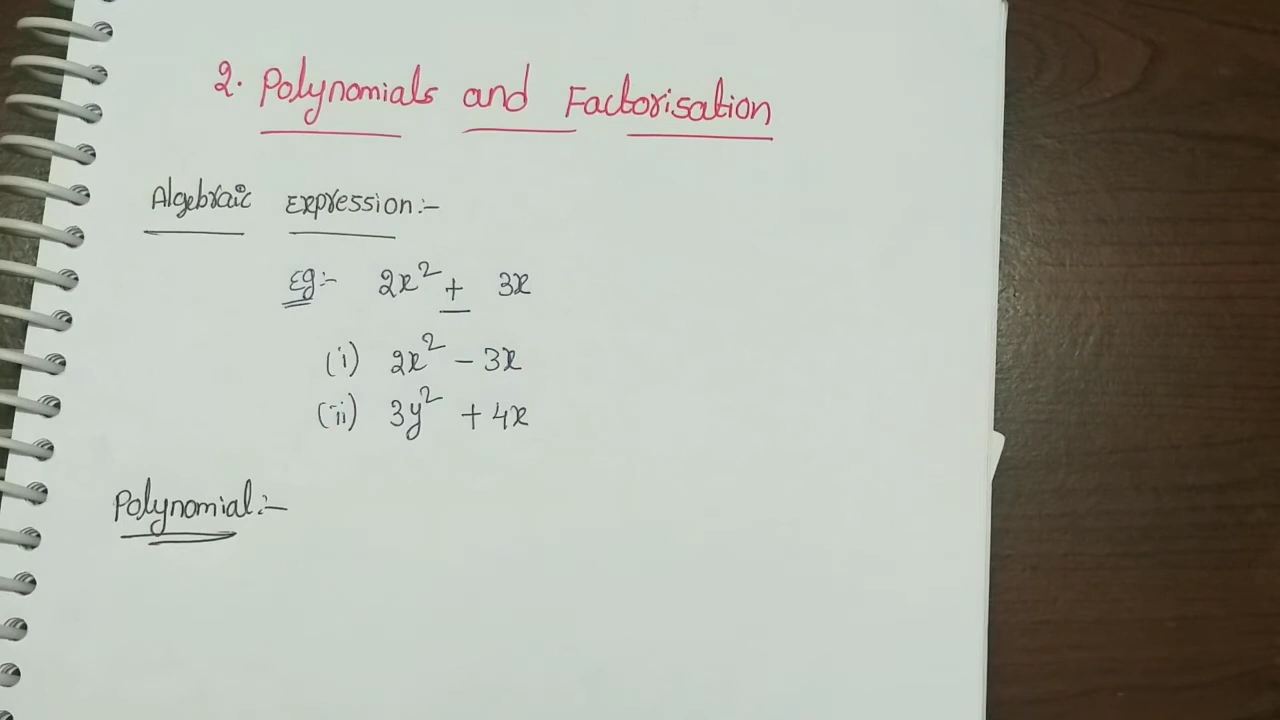 2. Polynomials and Factorisation
Algebraic Expression:-
Eg:- 2x² + 3x
(i) 2x² - 3x
(ii) 3y² + 4x
Polynomial:-